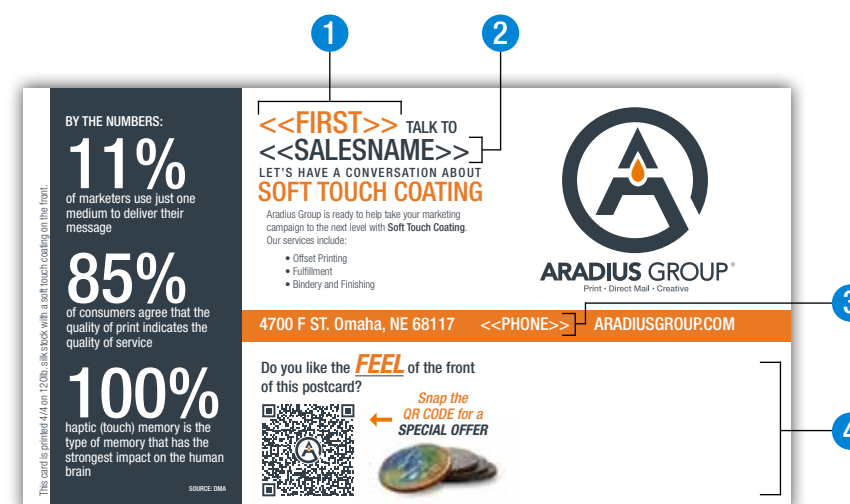 1
2
This card is printed 4/4 on 120lb. silk stock with a soft touch coating on the front.
BY THE NUMBERS:
11%
of marketers use just one
medium to deliver their
message
85%
of consumers agree that the
quality of print indicates the
quality of service
100%
haptic (touch) memory is the
type of memory that has the
strongest impact on the human
brain
SOURCE: DMA
<<FIRST>> TALK TO
<<SALESNAME>>
LET'S HAVE A CONVERSATION ABOUT
SOFT TOUCH COATING
Aradius Group is ready to help take your marketing
campaign to the next level with Soft Touch Coating.
Our services include:
• Offset Printing
• Fulfillment
• Bindery and Finishing
ARADIUS GROUP®
Print • Direct Mail • Creative
3
4700 F ST. Omaha, NE 68117 <<PHONE>> ARADIUSGROUP.COM
Do you like the FEEL of the front
of this postcard?
Snap the
QR CODE for a
SPECIAL OFFER
4